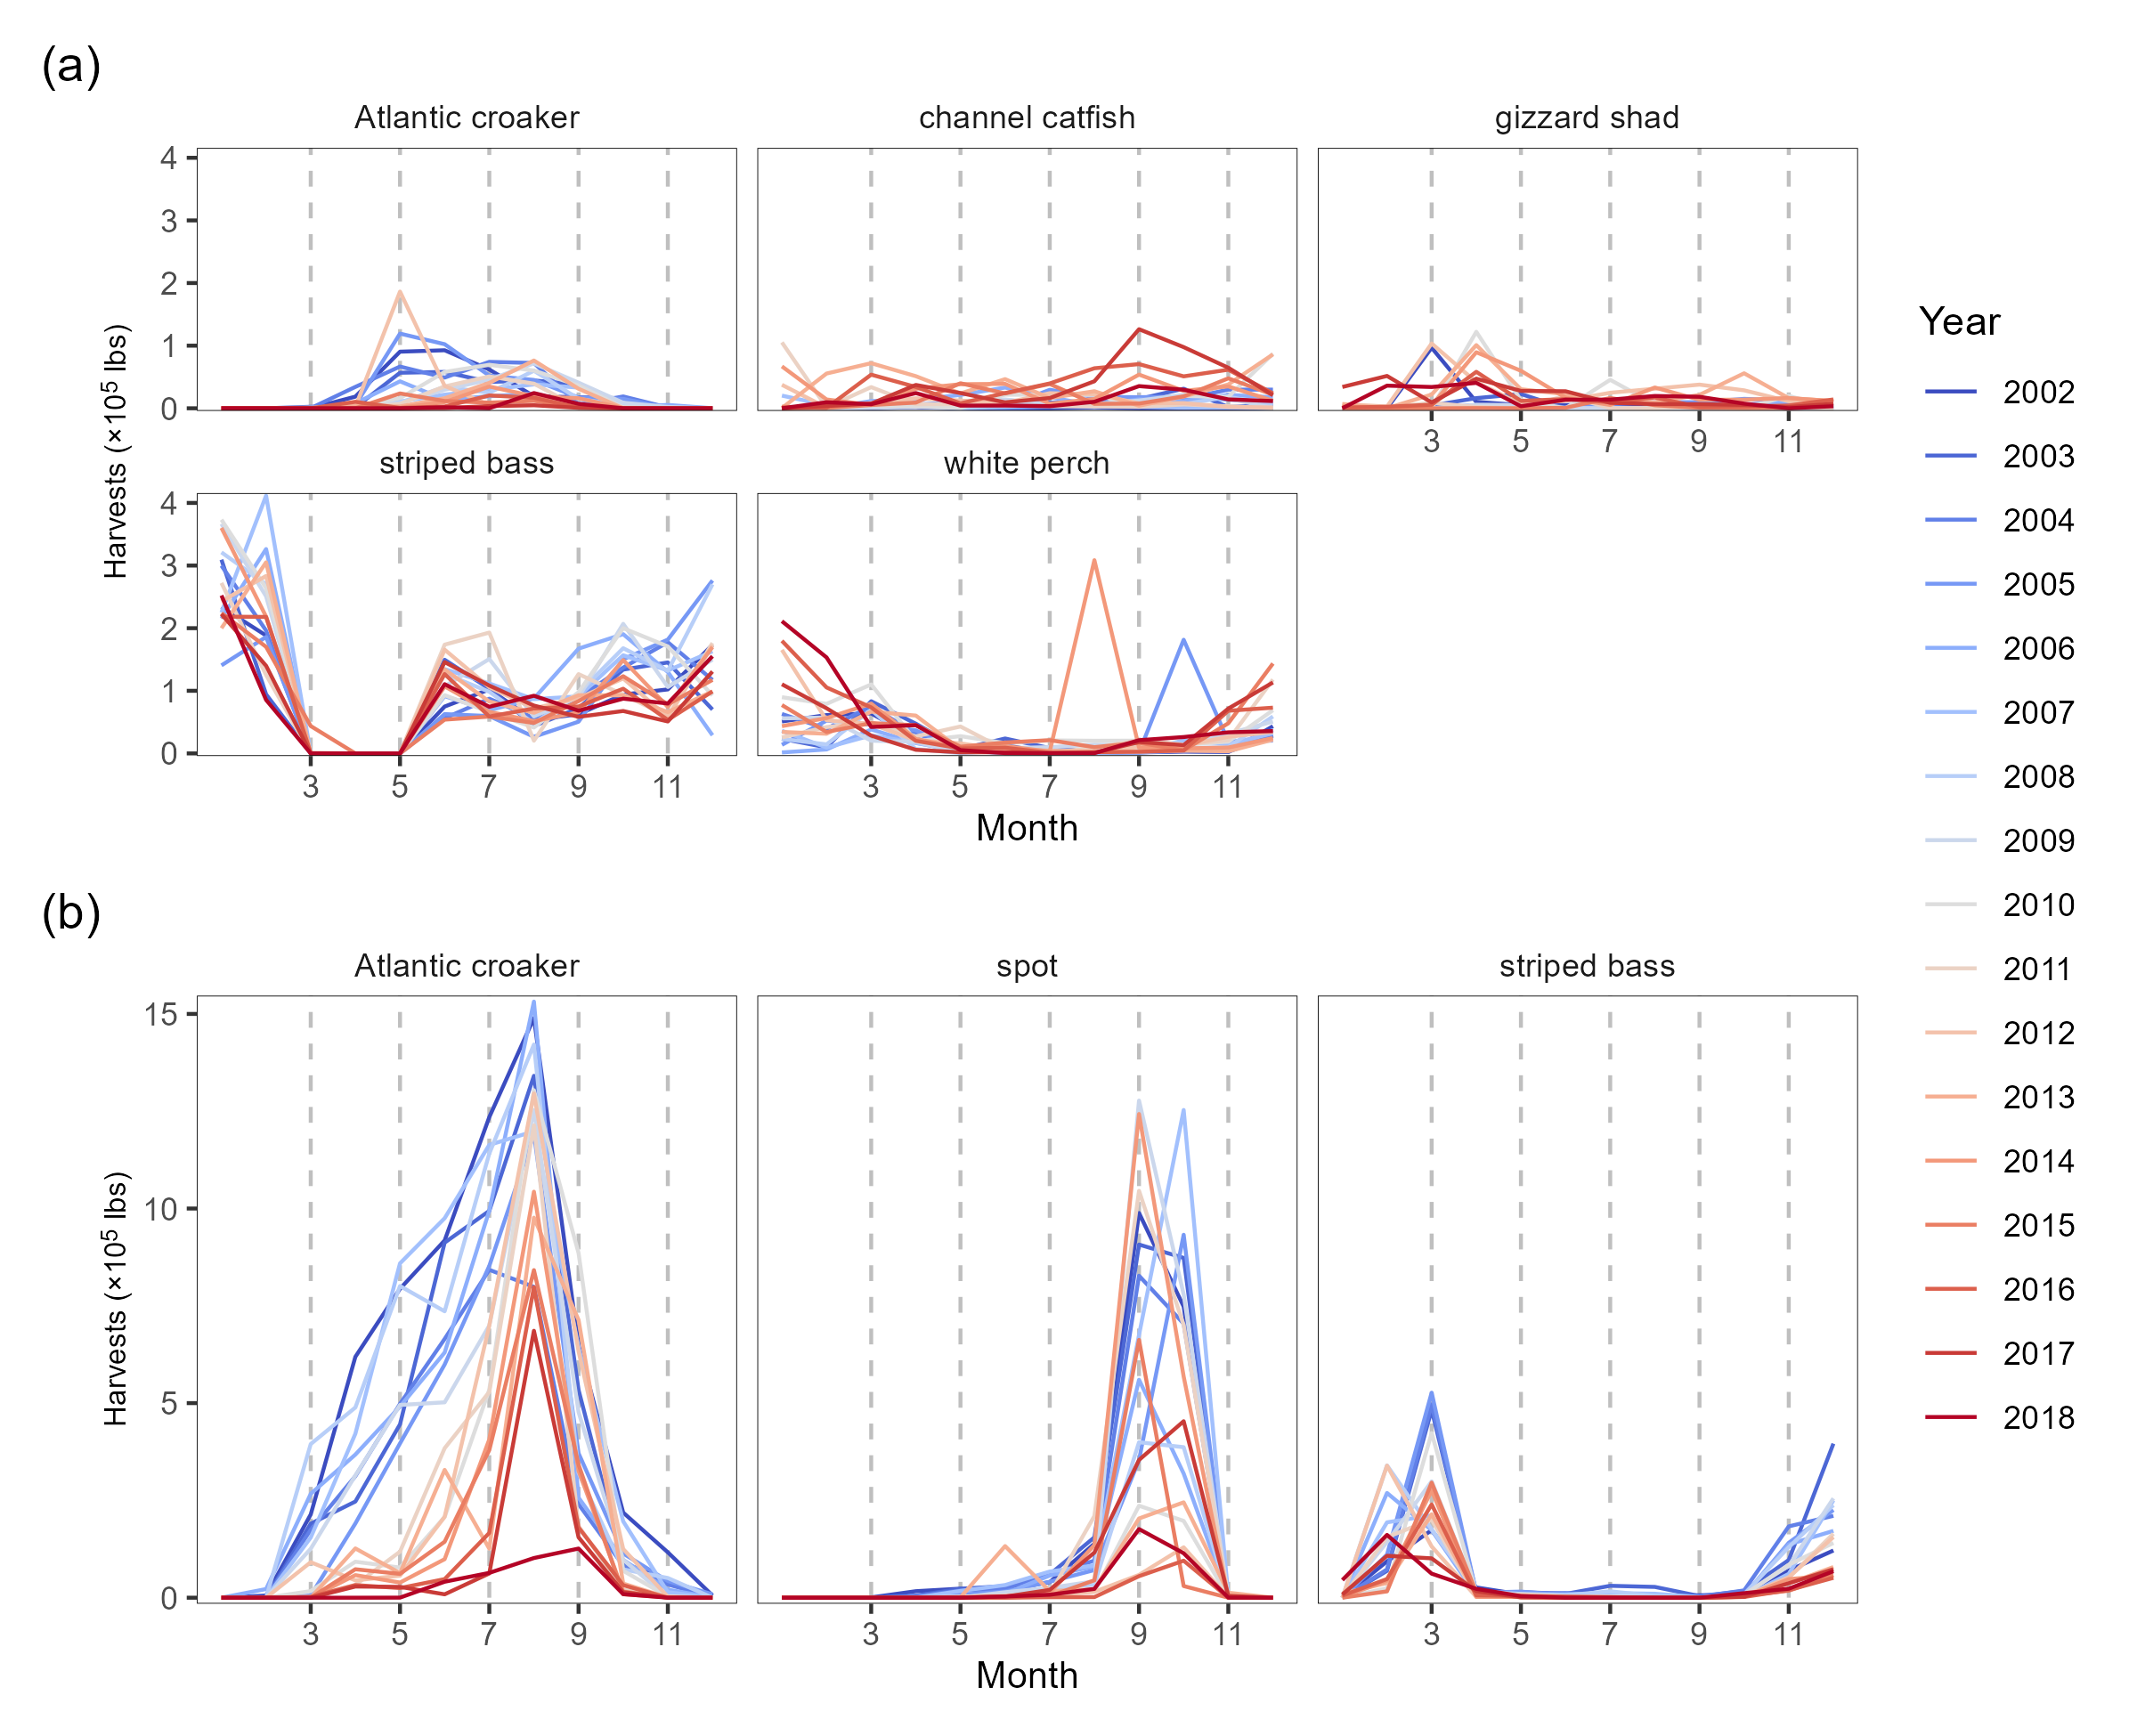 (a)
Atlantic croaker channel catfish gizzard shad
4
3
2
1
0
3 5 7 9 11
striped bass white perch
4
3
2
1
0
3 5 7 9 11 3 5 7 9 11
Harvests (×10⁵ lbs)
Month
(b)
Atlantic croaker spot striped bass
15
10
5
0
3 5 7 9 11 3 5 7 9 11 3 5 7 9 11
Harvests (×10⁵ lbs)
Month
Year
2002
2003
2004
2005
2006
2007
2008
2009
2010
2011
2012
2013
2014
2015
2016
2017
2018